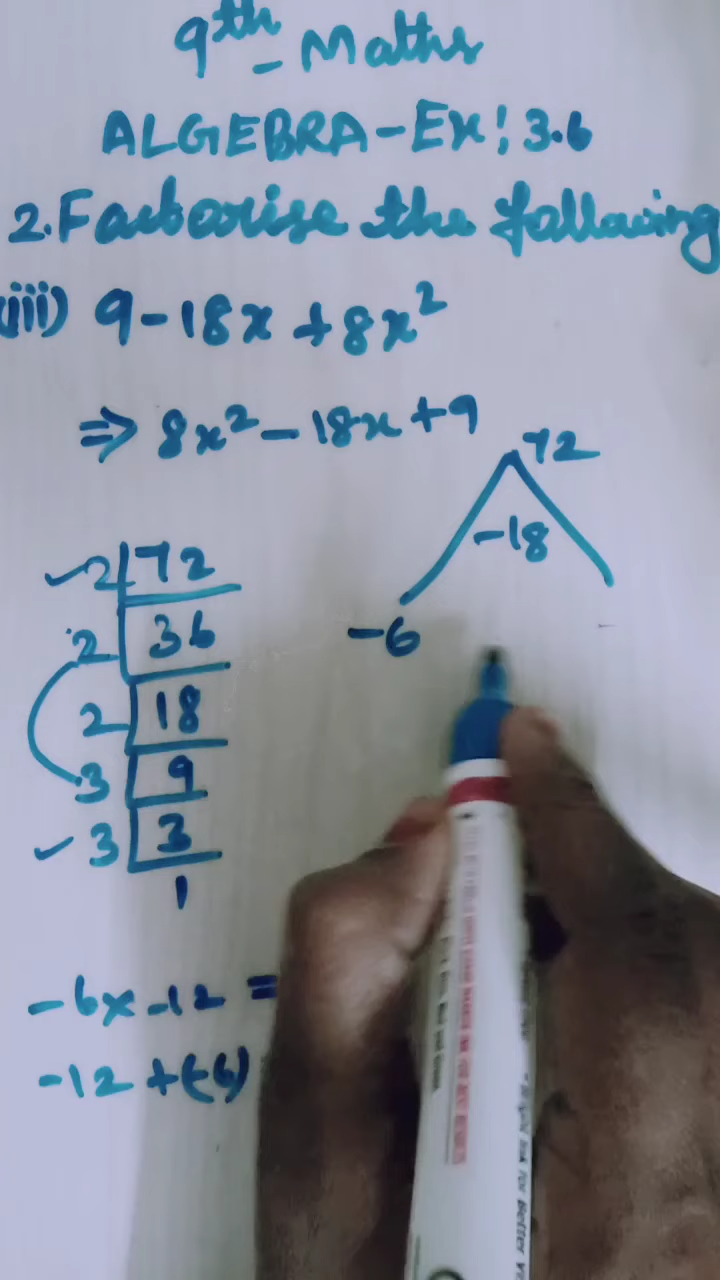 9th - Maths
ALGEBRA - Ex: 3.6
2. Factorise the following
(iii) 9 - 18x + 8x²
⇒ 8x² - 18x + 9
72
-18
-6
2 | 72
2 | 36
2 | 18
3 | 9
3 | 3
1
-6x -12 =
-12 + (-6)